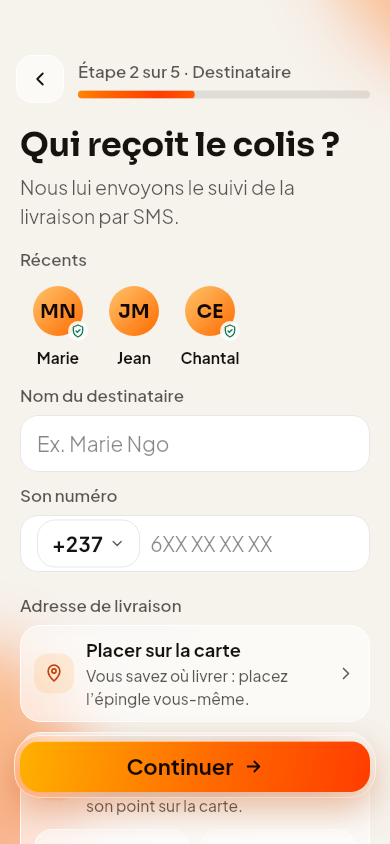 Étape 2 sur 5 · Destinataire
Qui reçoit le colis ?
Nous lui envoyons le suivi de la
livraison par SMS.
Récents
MN JM CE
Marie Jean Chantal
Nom du destinataire
Ex. Marie Ngo
Son numéro
+237 6XX XX XX XX
Adresse de livraison
Placer sur la carte
Vous savez où livrer : placez
l’épingle vous-même.
Continuer →
son point sur la carte.